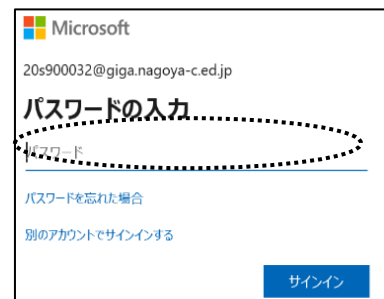 Microsoft
20s900032@giga.nagoya-c.ed.jp
パスワードの入力
パスワード
パスワードを忘れた場合
別のアカウントでサインインする
サインイン